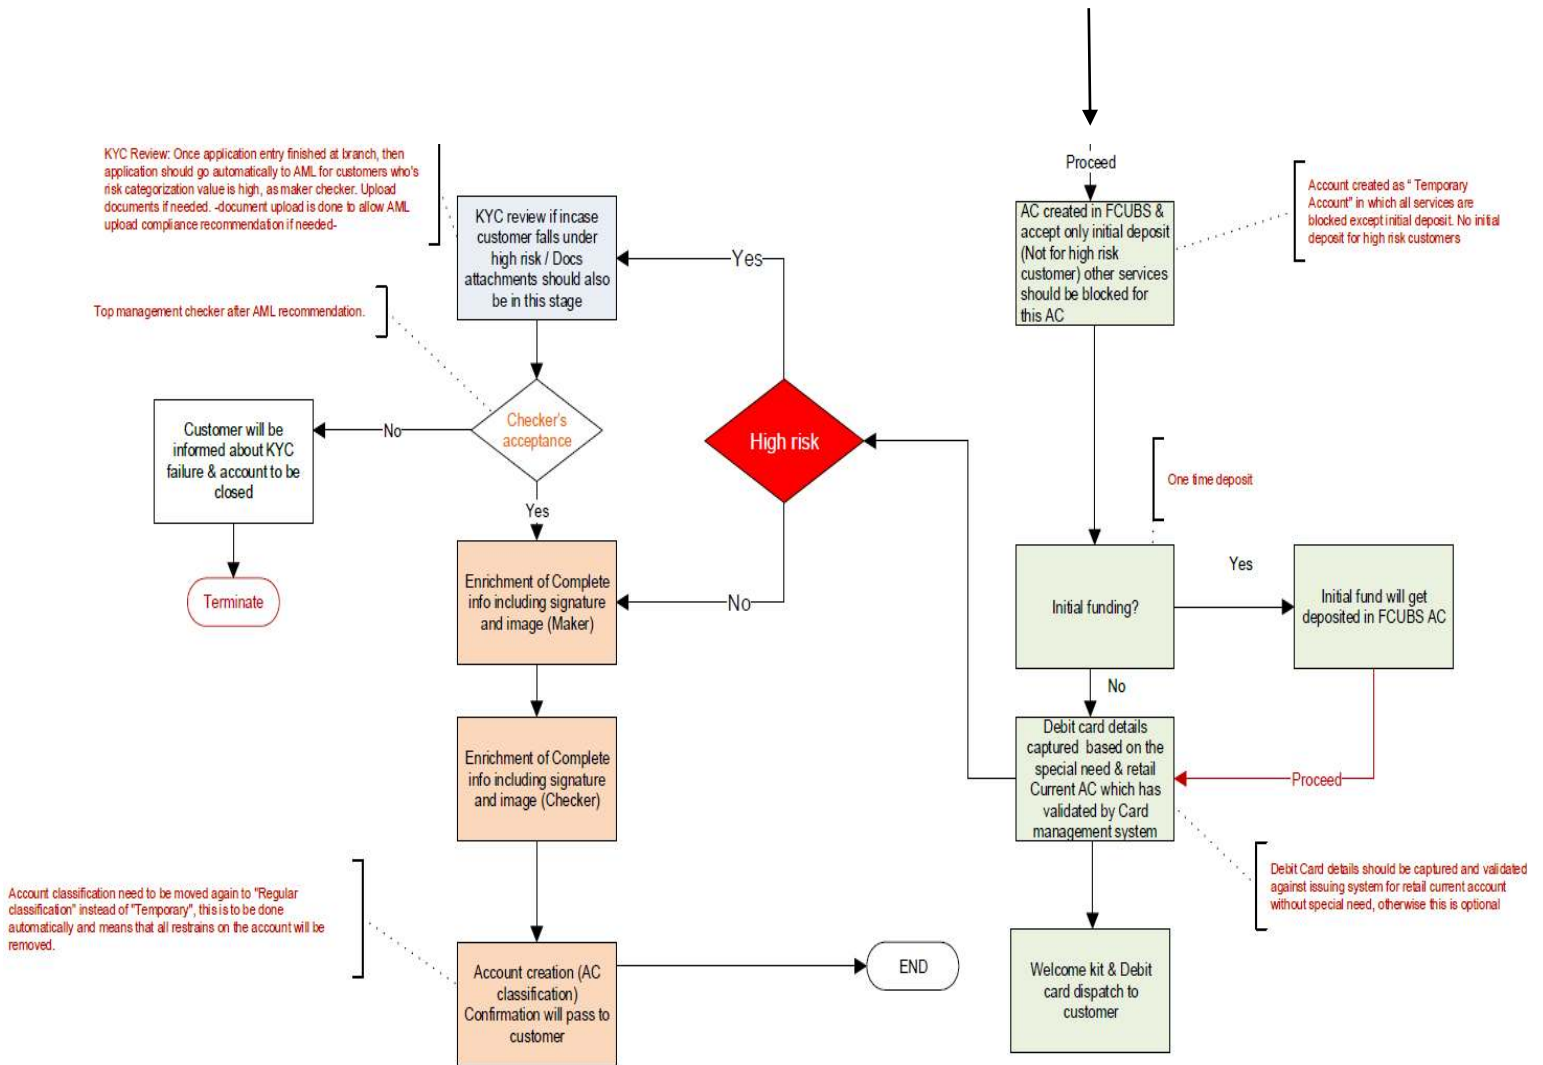 KYC Review: Once application entry finished at branch, then
application should go automatically to AML for customers who's
risk categorization value is high, as maker checker. Upload
documents if needed. -document upload is done to allow AML
upload compliance recommendation if needed-
KYC review if incase
customer falls under
high risk / Docs
attachments should also
be in this stage
Yes
Proceed
AC created in FCUBS &
accept only initial deposit
(Not for high risk
customer) other services
should be blocked for
this AC
Account created as “ Temporary
Account” in which all services are
blocked except initial deposit. No initial
deposit for high risk customers
Top management checker after AML recommendation.
Customer will be
informed about KYC
failure & account to be
closed
No
Checker's
acceptance
High risk
One time deposit
Yes
Terminate
Enrichment of Complete
info including signature
and image (Maker)
No
Initial funding?
Yes
Initial fund will get
deposited in FCUBS AC
No
Enrichment of Complete
info including signature
and image (Checker)
Debit card details
captured based on the
special need & retail
Current AC which has
validated by Card
management system
Proceed
Account classification need to be moved again to "Regular
classification" instead of "Temporary", this is to be done
automatically and means that all restrains on the account will be
removed.
Debit Card details should be captured and validated
against issuing system for retail current account
without special need, otherwise this is optional
Account creation (AC
classification)
Confirmation will pass to
customer
END
Welcome kit & Debit
card dispatch to
customer